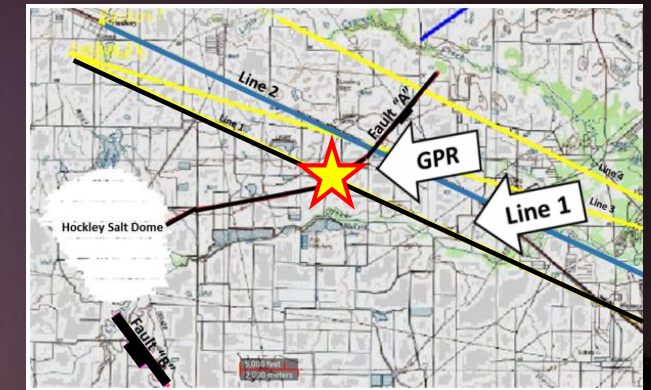 Line 2
Fault "A"
GPR
Line 1
Line 4
Line 3
Line 1
Hockley Salt Dome
Fault "B"
5,000 feet
2,000 meters